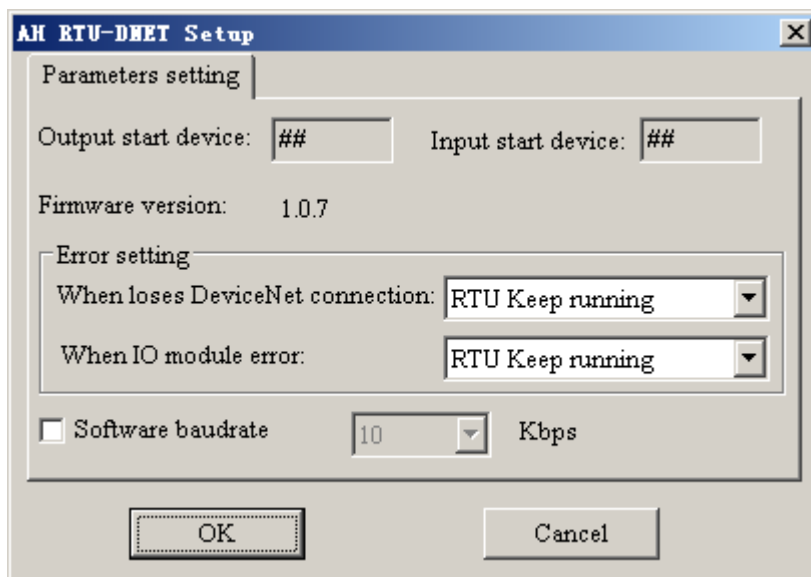 AH RTU-DNET Setup
Parameters setting
Output start device: ## Input start device: ##
Firmware version: 1.0.7
Error setting
When loses DeviceNet connection: RTU Keep running
When IO module error: RTU Keep running
Software baudrate 10 Kbps
OK Cancel